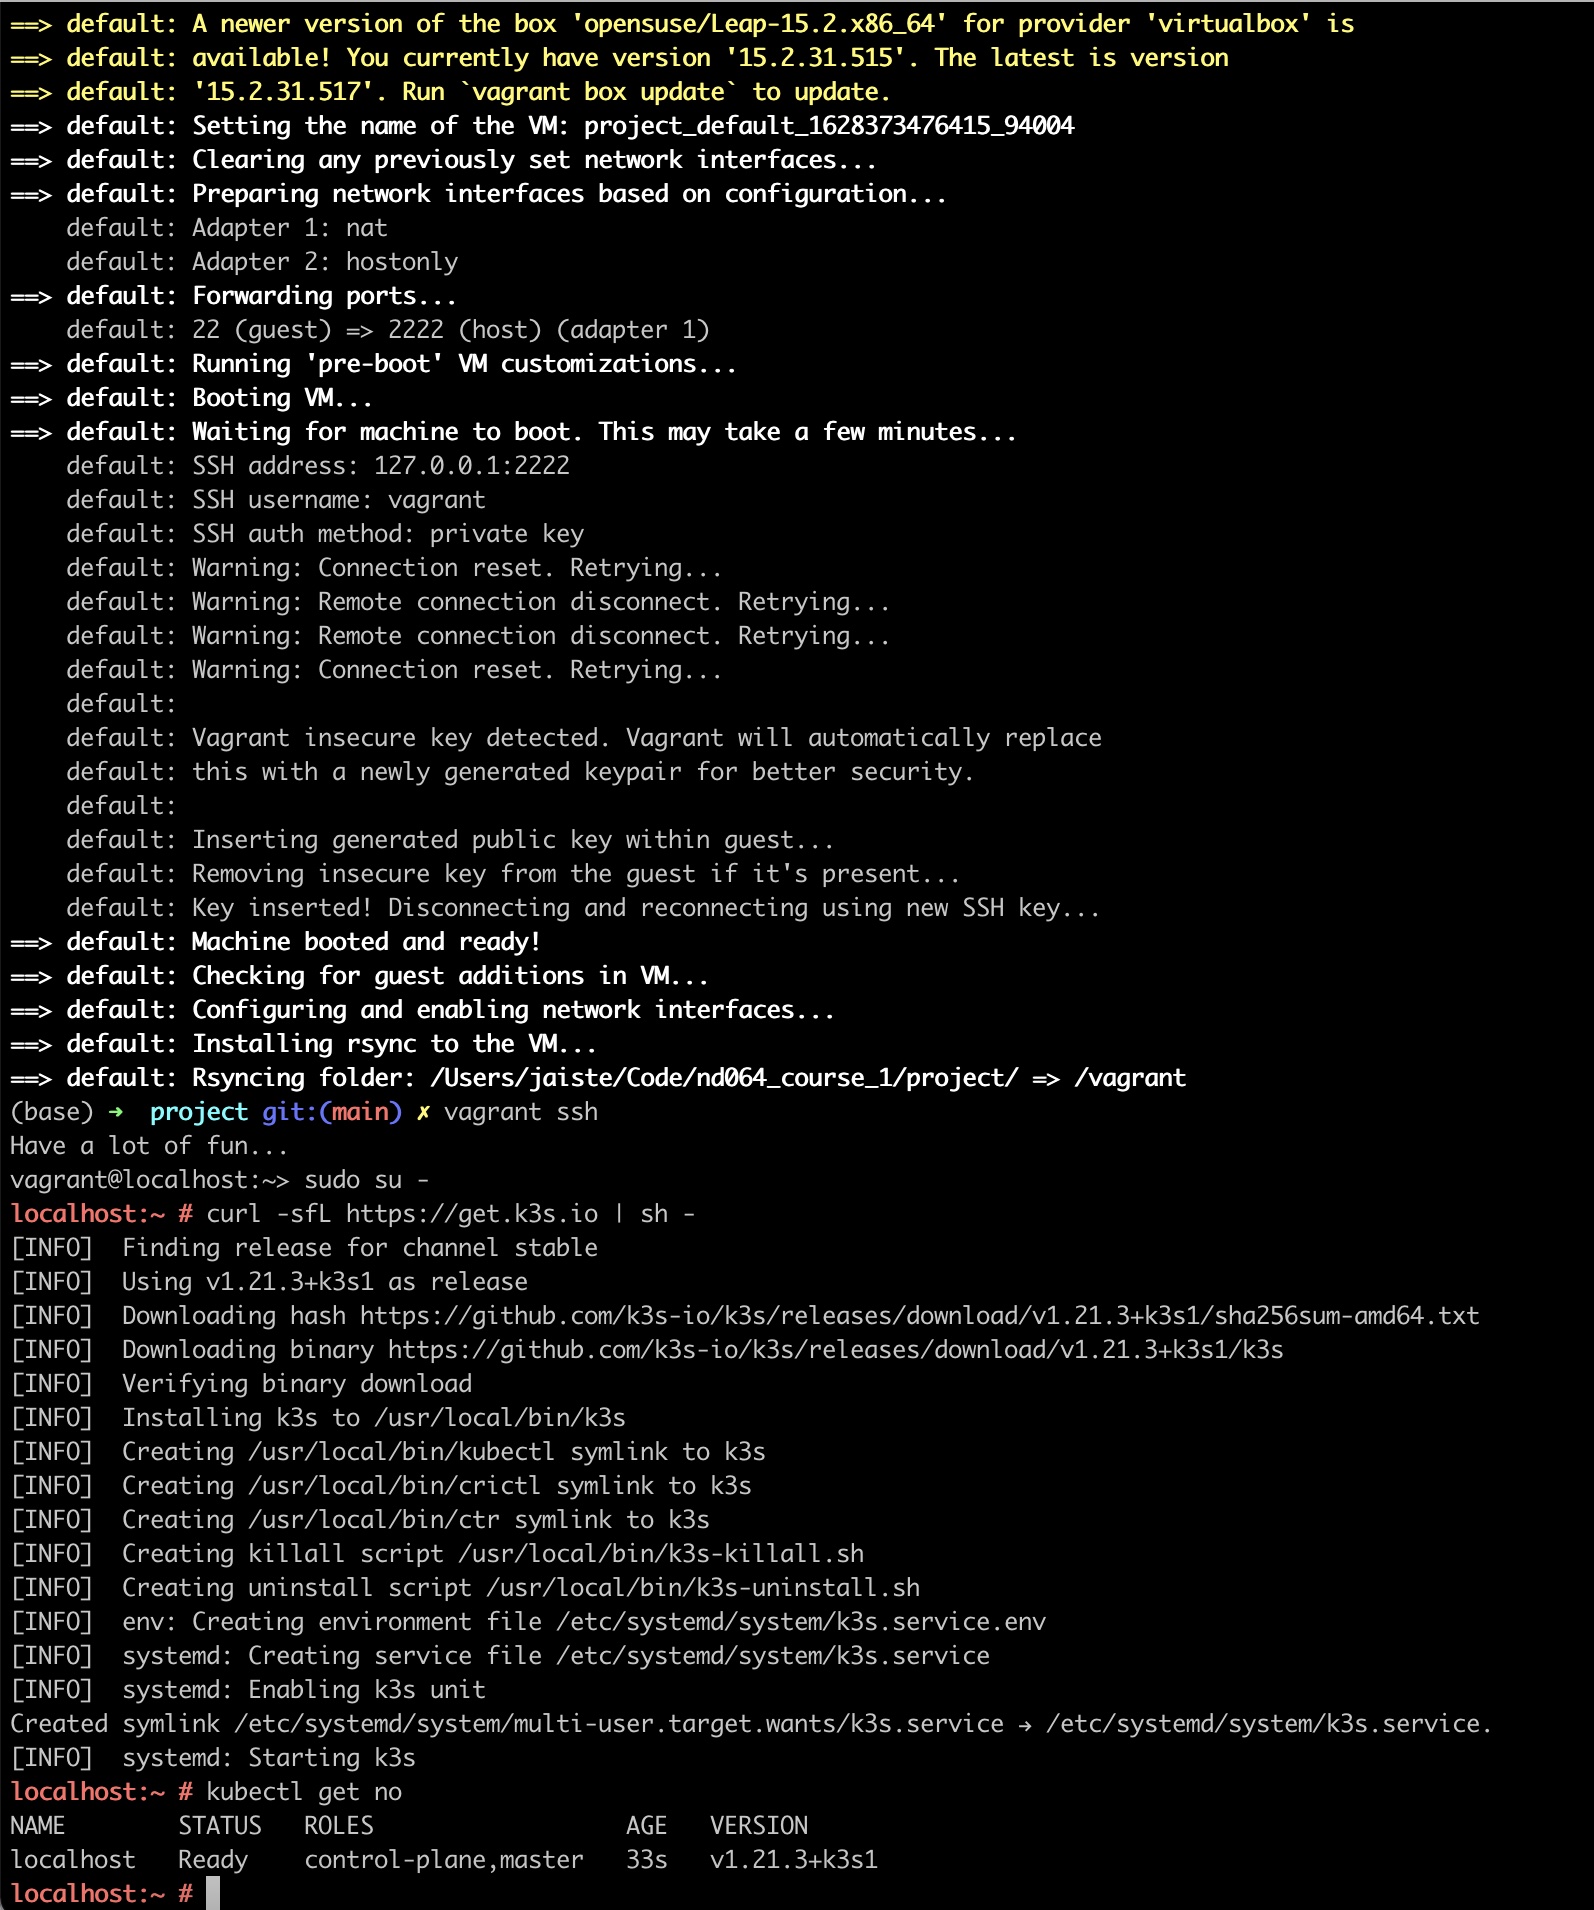 ==> default: A newer version of the box 'opensuse/Leap-15.2.x86_64' for provider 'virtualbox' is
==> default: available! You currently have version '15.2.31.515'. The latest is version
==> default: '15.2.31.517'. Run `vagrant box update` to update.
==> default: Setting the name of the VM: project_default_1628373476415_94004
==> default: Clearing any previously set network interfaces...
==> default: Preparing network interfaces based on configuration...
    default: Adapter 1: nat
    default: Adapter 2: hostonly
==> default: Forwarding ports...
    default: 22 (guest) => 2222 (host) (adapter 1)
==> default: Running 'pre-boot' VM customizations...
==> default: Booting VM...
==> default: Waiting for machine to boot. This may take a few minutes...
    default: SSH address: 127.0.0.1:2222
    default: SSH username: vagrant
    default: SSH auth method: private key
    default: Warning: Connection reset. Retrying...
    default: Warning: Remote connection disconnect. Retrying...
    default: Warning: Remote connection disconnect. Retrying...
    default: Warning: Connection reset. Retrying...
    default:
    default: Vagrant insecure key detected. Vagrant will automatically replace
    default: this with a newly generated keypair for better security.
    default:
    default: Inserting generated public key within guest...
    default: Removing insecure key from the guest if it's present...
    default: Key inserted! Disconnecting and reconnecting using new SSH key...
==> default: Machine booted and ready!
==> default: Checking for guest additions in VM...
==> default: Configuring and enabling network interfaces...
==> default: Installing rsync to the VM...
==> default: Rsyncing folder: /Users/jaiste/Code/nd064_course_1/project/ => /vagrant
(base) ➜  project git:(main) ✗ vagrant ssh
Have a lot of fun...
vagrant@localhost:~> sudo su -
localhost:~ # curl -sfL https://get.k3s.io | sh -
[INFO]  Finding release for channel stable
[INFO]  Using v1.21.3+k3s1 as release
[INFO]  Downloading hash https://github.com/k3s-io/k3s/releases/download/v1.21.3+k3s1/sha256sum-amd64.txt
[INFO]  Downloading binary https://github.com/k3s-io/k3s/releases/download/v1.21.3+k3s1/k3s
[INFO]  Verifying binary download
[INFO]  Installing k3s to /usr/local/bin/k3s
[INFO]  Creating /usr/local/bin/kubectl symlink to k3s
[INFO]  Creating /usr/local/bin/crictl symlink to k3s
[INFO]  Creating /usr/local/bin/ctr symlink to k3s
[INFO]  Creating killall script /usr/local/bin/k3s-killall.sh
[INFO]  Creating uninstall script /usr/local/bin/k3s-uninstall.sh
[INFO]  env: Creating environment file /etc/systemd/system/k3s.service.env
[INFO]  systemd: Creating service file /etc/systemd/system/k3s.service
[INFO]  systemd: Enabling k3s unit
Created symlink /etc/systemd/system/multi-user.target.wants/k3s.service → /etc/systemd/system/k3s.service.
[INFO]  systemd: Starting k3s
localhost:~ # kubectl get no
NAME        STATUS   ROLES                  AGE   VERSION
localhost   Ready    control-plane,master   33s   v1.21.3+k3s1
localhost:~ #